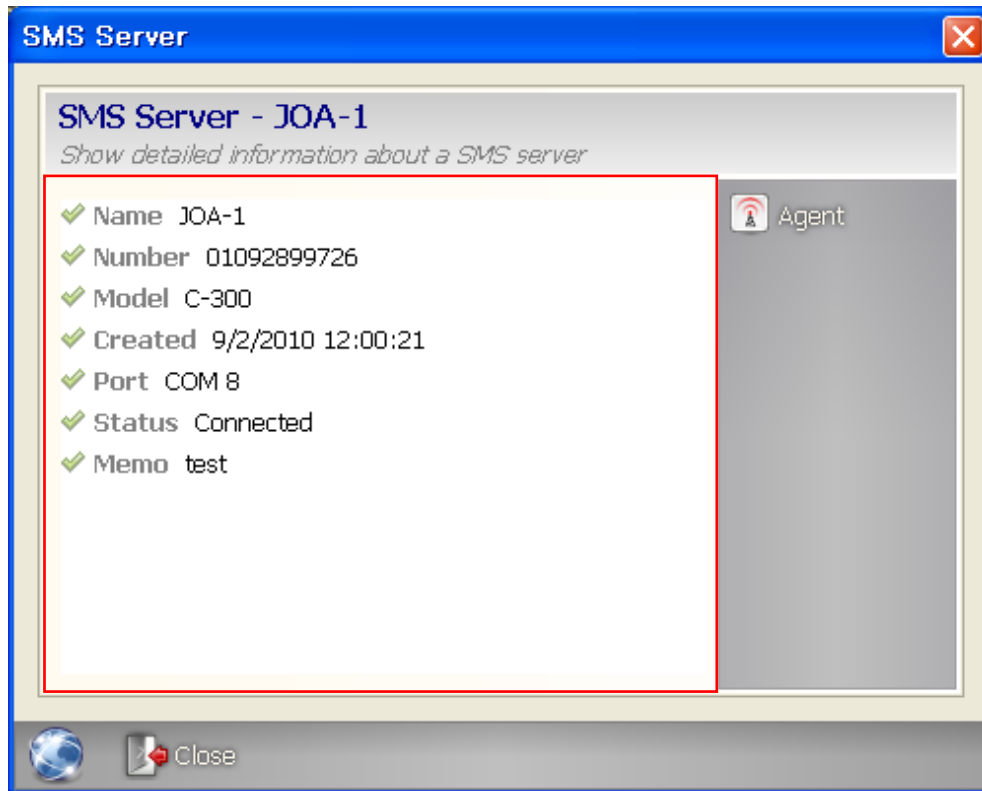 SMS Server
SMS Server - JOA-1
Show detailed information about a SMS server
Name JOA-1
Number 01092899726
Model C-300
Created 9/2/2010 12:00:21
Port COM 8
Status Connected
Memo test
Agent
Close